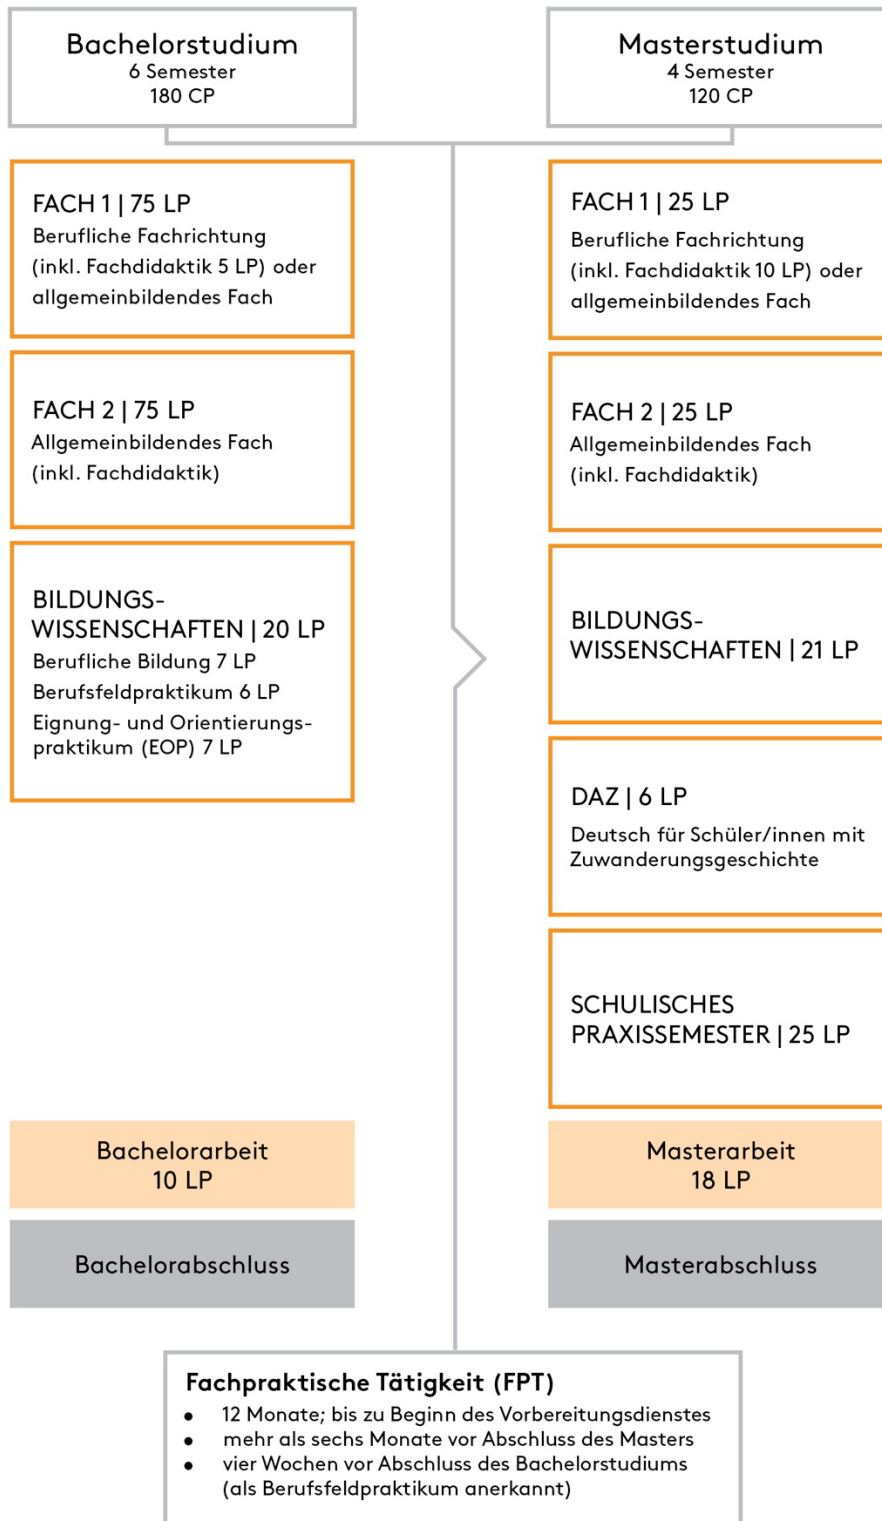 Bachelorstudium
6 Semester
180 CP
Masterstudium
4 Semester
120 CP
FACH 1 | 75 LP
Berufliche Fachrichtung
(inkl. Fachdidaktik 5 LP) oder
allgemeinbildendes Fach
FACH 2 | 75 LP
Allgemeinbildendes Fach
(inkl. Fachdidaktik)
BILDUNGS-
WISSENSCHAFTEN | 20 LP
Berufliche Bildung 7 LP
Berufsfeldpraktikum 6 LP
Eignung- und Orientierungs-
praktikum (EOP) 7 LP
Bachelorarbeit
10 LP
Bachelorabschluss
FACH 1 | 25 LP
Berufliche Fachrichtung
(inkl. Fachdidaktik 10 LP) oder
allgemeinbildendes Fach
FACH 2 | 25 LP
Allgemeinbildendes Fach
(inkl. Fachdidaktik)
BILDUNGS-
WISSENSCHAFTEN | 21 LP
DAZ | 6 LP
Deutsch für Schüler/innen mit
Zuwanderungsgeschichte
SCHULISCHES
PRAXISSEMESTER | 25 LP
Masterarbeit
18 LP
Masterabschluss
Fachpraktische Tätigkeit (FPT)
• 12 Monate; bis zu Beginn des Vorbereitungsdienstes
• mehr als sechs Monate vor Abschluss des Masters
• vier Wochen vor Abschluss des Bachelorstudiums
(als Berufsfeldpraktikum anerkannt)